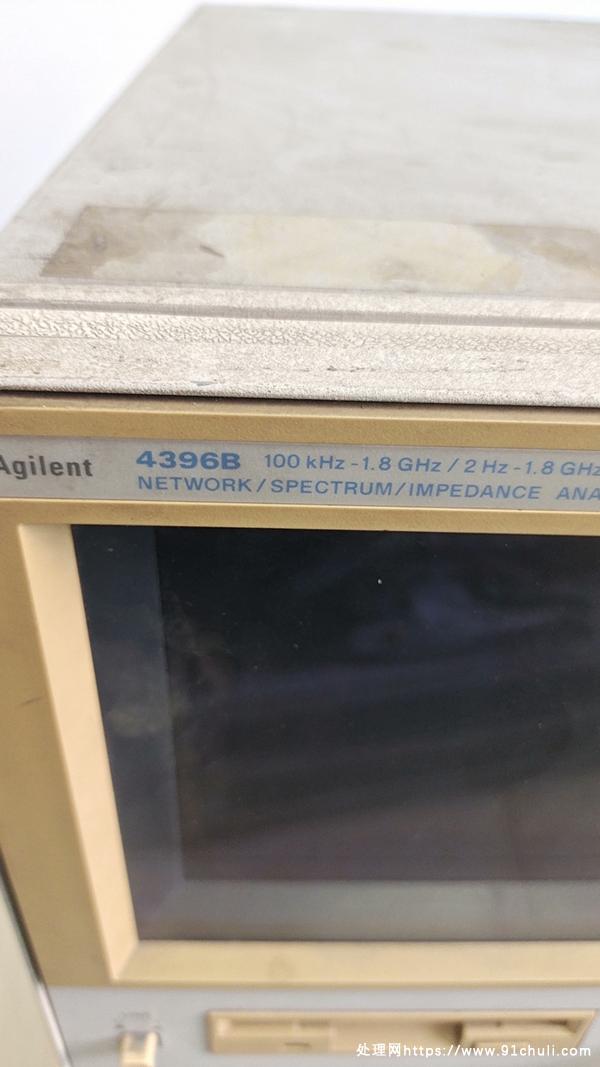 Agilent 4396B 100 kHz - 1.8 GHz / 2 Hz - 1.8 GHz
NETWORK / SPECTRUM / IMPEDANCE ANA
处理网https://www.91chuli.com